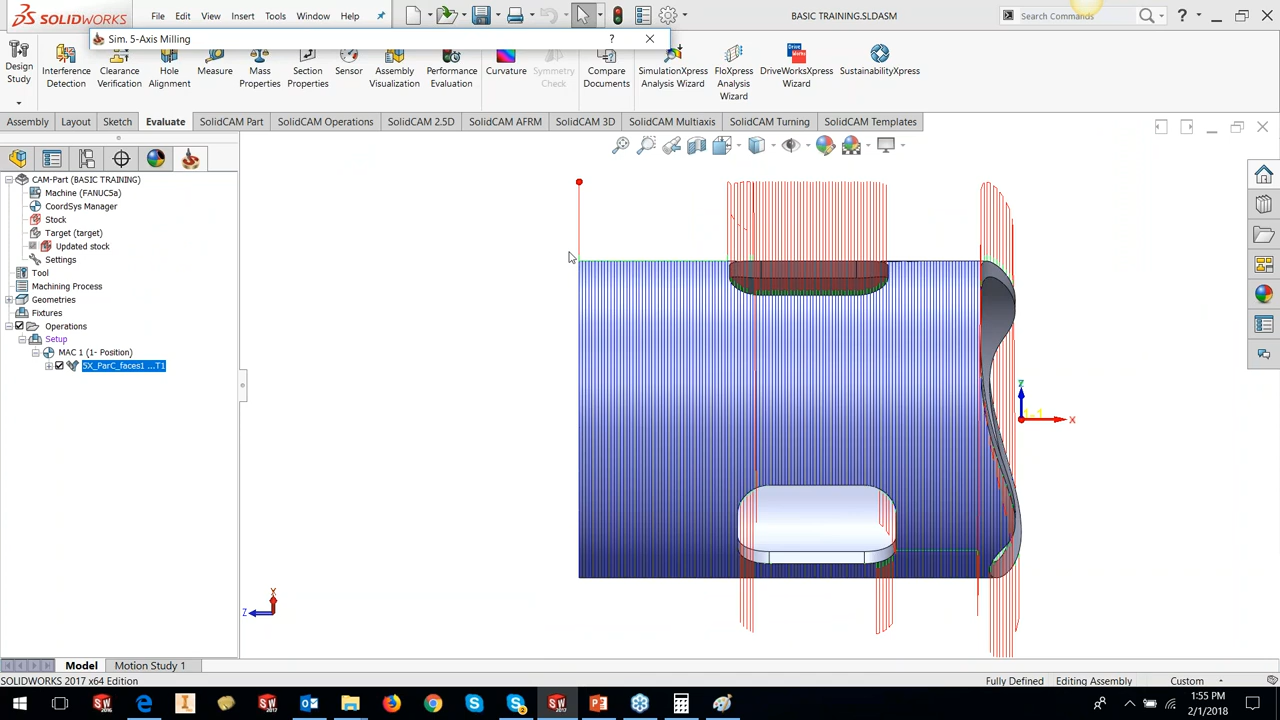 SOLIDWORKS File Edit View Insert Tools Window Help BASIC TRAINING.SLDASM Search Commands ?
Sim. 5-Axis Milling ?
Design Study Interference Detection Clearance Verification Hole Alignment Measure Mass Properties Section Properties Sensor Assembly Visualization Performance Evaluation Curvature Symmetry Check Compare Documents SimulationXpress Analysis Wizard FloXpress Analysis Wizard DriveWorksXpress Wizard SustainabilityXpress
Assembly Layout Sketch Evaluate SolidCAM Part SolidCAM Operations SolidCAM 2.5D SolidCAM AFRM SolidCAM 3D SolidCAM Multiaxis SolidCAM Turning SolidCAM Templates
CAM-Part (BASIC TRAINING)
Machine (FANUC5a)
CoordSys Manager
Stock
Target (target)
Updated stock
Settings
Tool
Machining Process
Geometries
Fixtures
Operations
Setup
MAC 1 (1- Position)
5X_ParC_faces1 ...T1
Z
1-1 X
X
Z
Model Motion Study 1
SOLIDWORKS 2017 x64 Edition Fully Defined Editing Assembly Custom
1:55 PM
2/1/2018